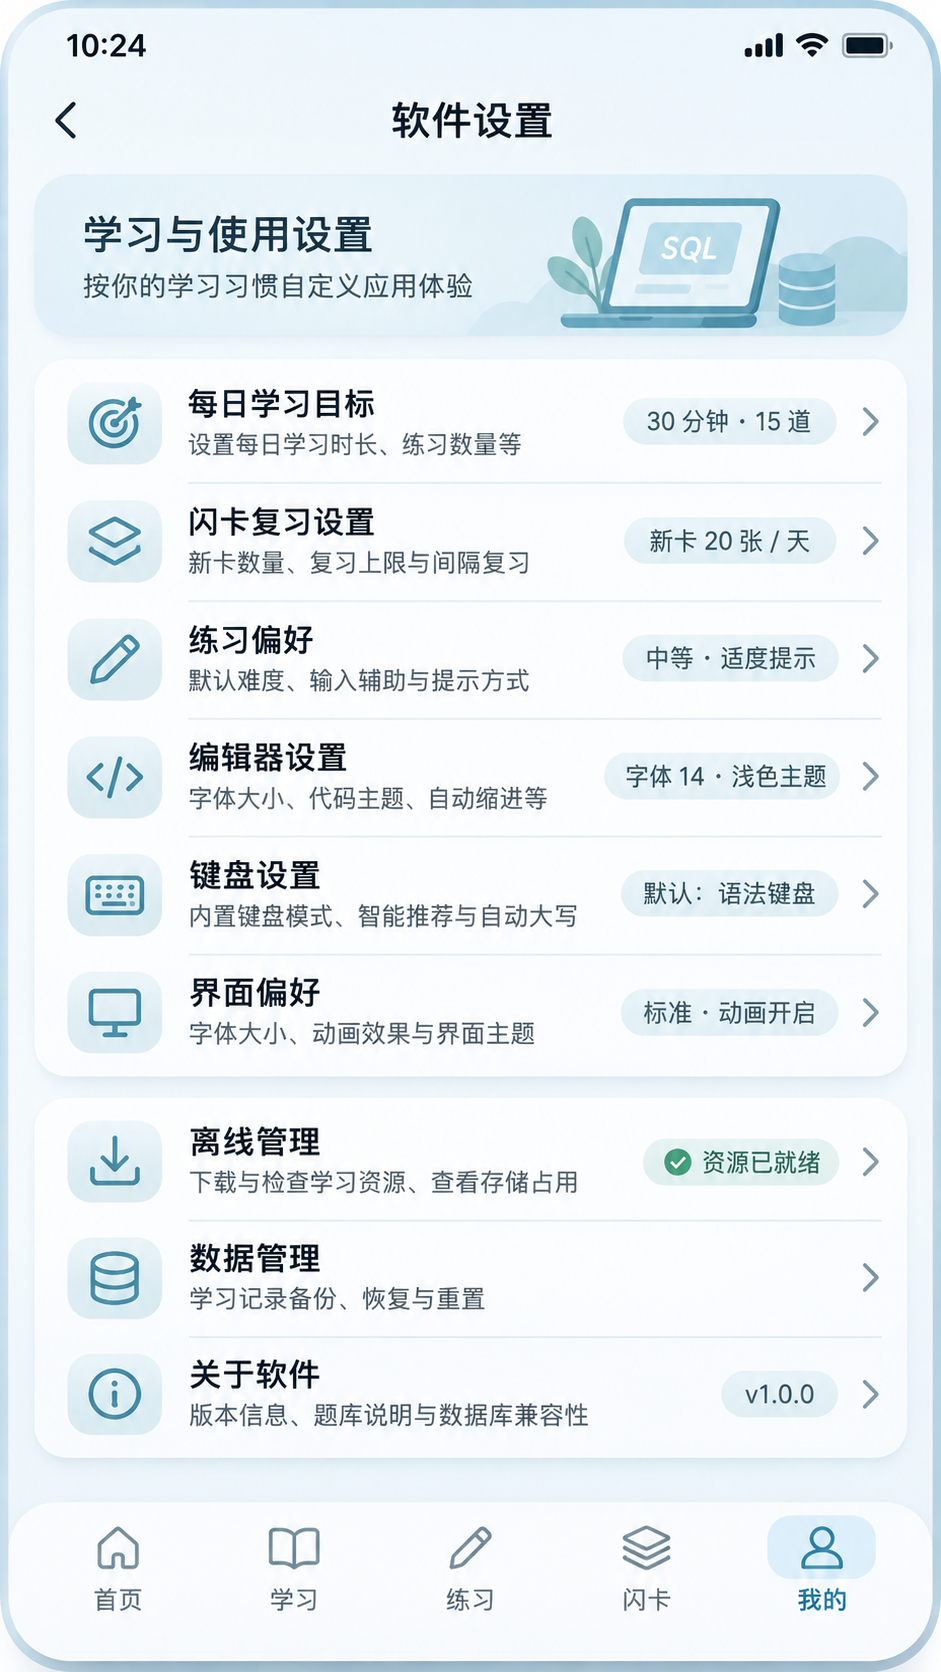 10:24
软件设置
学习与使用设置
按你的学习习惯自定义应用体验
SQL
每日学习目标
设置每日学习时长、练习数量等
30 分钟 · 15 道
闪卡复习设置
新卡数量、复习上限与间隔复习
新卡 20 张 / 天
练习偏好
默认难度、输入辅助与提示方式
中等 · 适度提示
编辑器设置
字体大小、代码主题、自动缩进等
字体 14 · 浅色主题
键盘设置
内置键盘模式、智能推荐与自动大写
默认：语法键盘
界面偏好
字体大小、动画效果与界面主题
标准 · 动画开启
离线管理
下载与检查学习资源、查看存储占用
资源已就绪
数据管理
学习记录备份、恢复与重置
关于软件
版本信息、题库说明与数据库兼容性
v1.0.0
首页
学习
练习
闪卡
我的